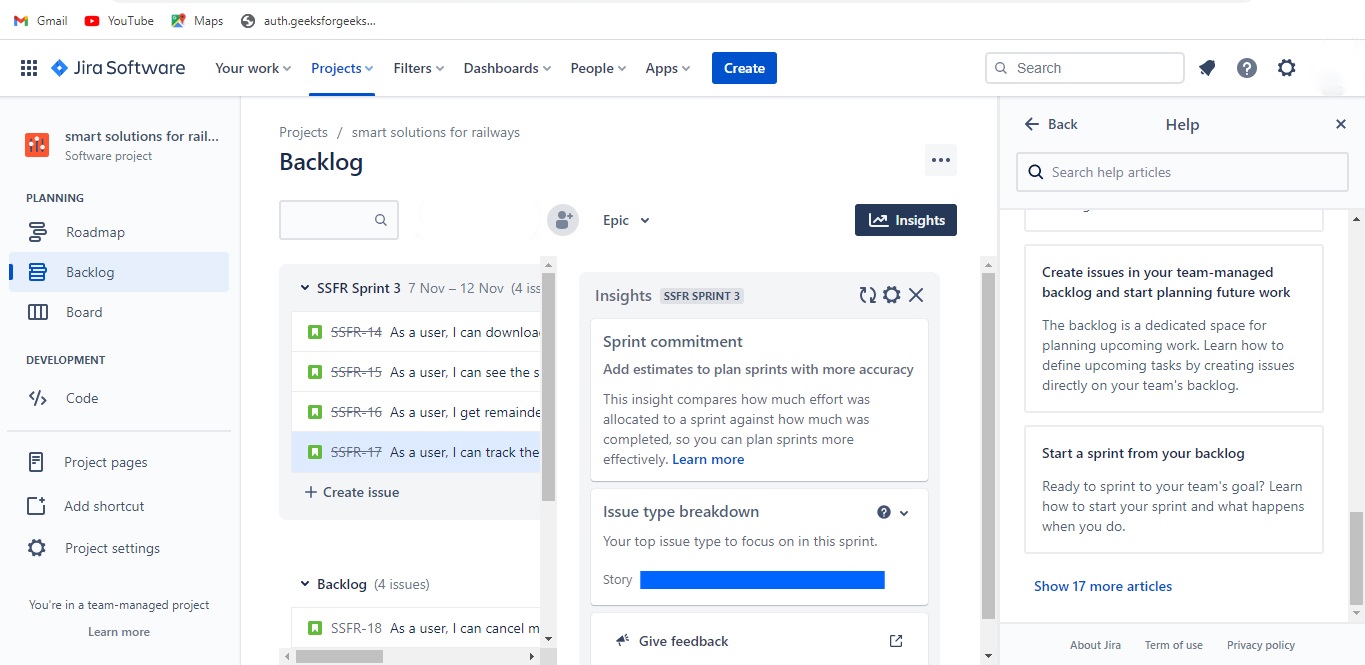 Gmail
YouTube
Maps
auth.geeksforgeeks...
Jira Software
Your work
Projects
Filters
Dashboards
People
Apps
Create
Search
smart solutions for rail...
Software project
PLANNING
Roadmap
Backlog
Board
DEVELOPMENT
Code
Project pages
Add shortcut
Project settings
You're in a team-managed project
Learn more
Projects / smart solutions for railways
Backlog
Epic
Insights
SSFR Sprint 3 7 Nov – 12 Nov (4 iss
SSFR-14 As a user, I can downloa
SSFR-15 As a user, I can see the s
SSFR-16 As a user, I get remainde
SSFR-17 As a user, I can track the
+ Create issue
Backlog (4 issues)
SSFR-18 As a user, I can cancel m
Insights SSFR SPRINT 3
Sprint commitment
Add estimates to plan sprints with more accuracy
This insight compares how much effort was
allocated to a sprint against how much was
completed, so you can plan sprints more
effectively. Learn more
Issue type breakdown
Your top issue type to focus on in this sprint.
Story
Give feedback
Back
Help
Search help articles
Create issues in your team-managed
backlog and start planning future work
The backlog is a dedicated space for
planning upcoming work. Learn how to
define upcoming tasks by creating issues
directly on your team's backlog.
Start a sprint from your backlog
Ready to sprint to your team's goal? Learn
how to start your sprint and what happens
when you do.
Show 17 more articles
About Jira
Term of use
Privacy policy